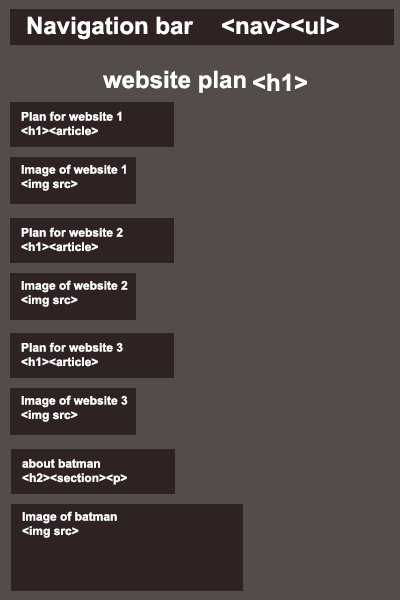 Navigation bar <nav><ul>
website plan <h1>
Plan for website 1
<h1><article>
Image of website 1
<img src>
Plan for website 2
<h1><article>
Image of website 2
<img src>
Plan for website 3
<h1><article>
Image of website 3
<img src>
about batman
<h2><section><p>
Image of batman
<img src>